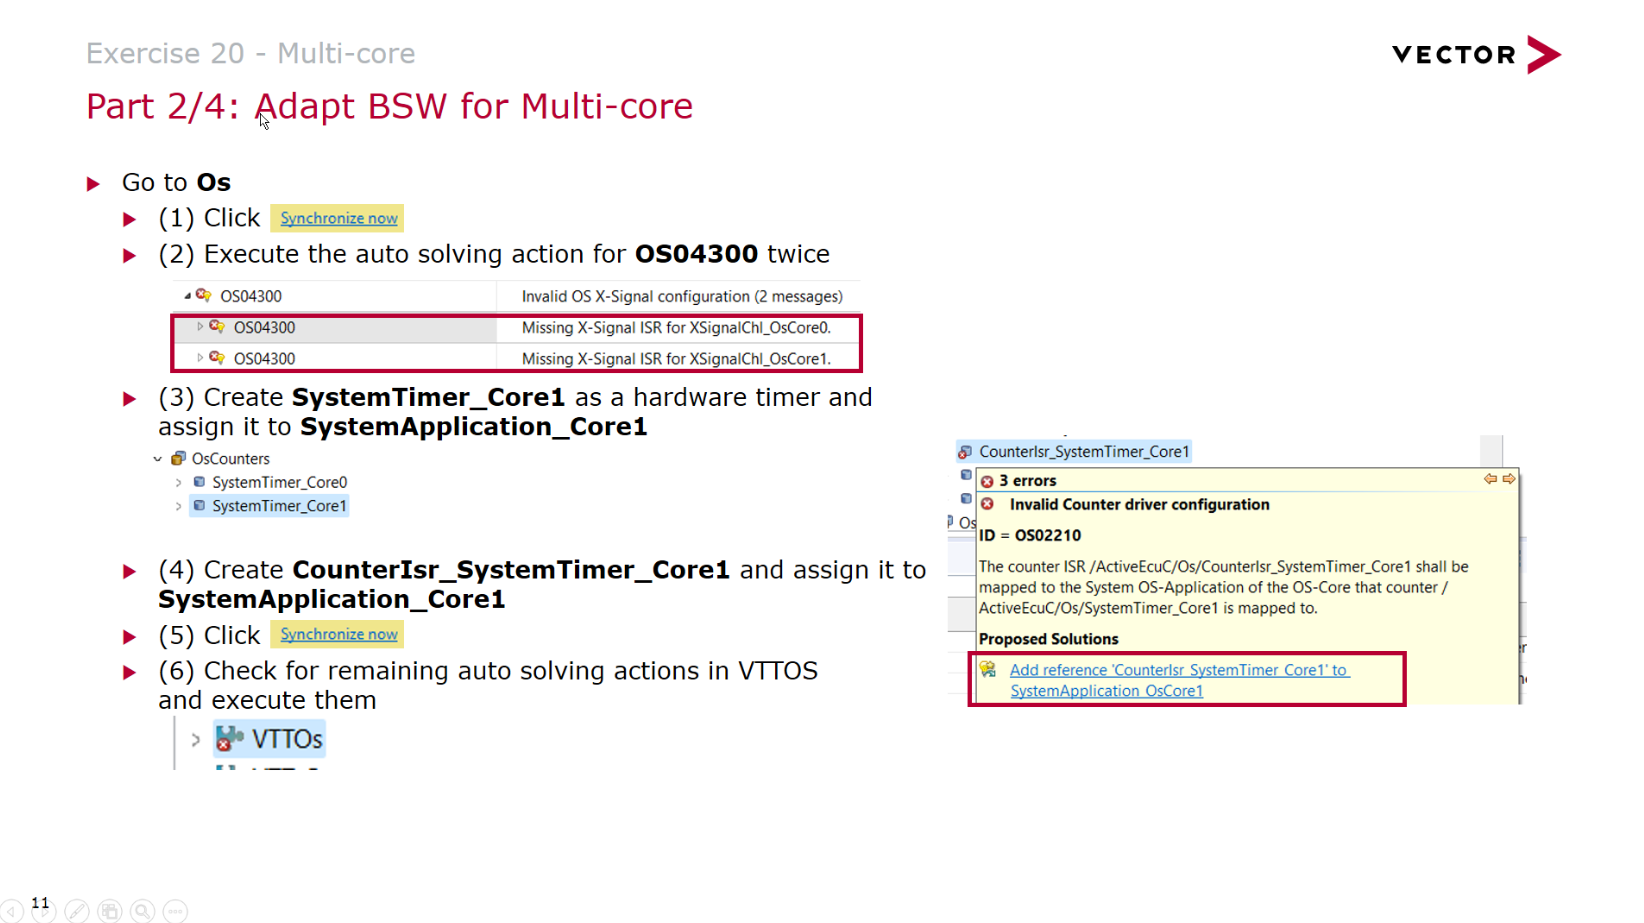 Exercise 20 - Multi-core
VECTOR
Part 2/4: Adapt BSW for Multi-core
Go to Os
(1) Click Synchronize now
(2) Execute the auto solving action for OS04300 twice
OS04300 Invalid OS X-Signal configuration (2 messages)
OS04300 Missing X-Signal ISR for XSignalChl_OsCore0.
OS04300 Missing X-Signal ISR for XSignalChl_OsCore1.
(3) Create SystemTimer_Core1 as a hardware timer and
assign it to SystemApplication_Core1
OsCounters
SystemTimer_Core0
SystemTimer_Core1
(4) Create CounterIsr_SystemTimer_Core1 and assign it to
SystemApplication_Core1
(5) Click Synchronize now
(6) Check for remaining auto solving actions in VTTOS
and execute them
VTTOs
CounterIsr_SystemTimer_Core1
3 errors
Invalid Counter driver configuration
Os
ID = OS02210
The counter ISR /ActiveEcuC/Os/CounterIsr_SystemTimer_Core1 shall be
mapped to the System OS-Application of the OS-Core that counter /
ActiveEcuC/Os/SystemTimer_Core1 is mapped to.
Proposed Solutions
Add reference 'CounterIsr_SystemTimer_Core1' to
SystemApplication_OsCore1
11